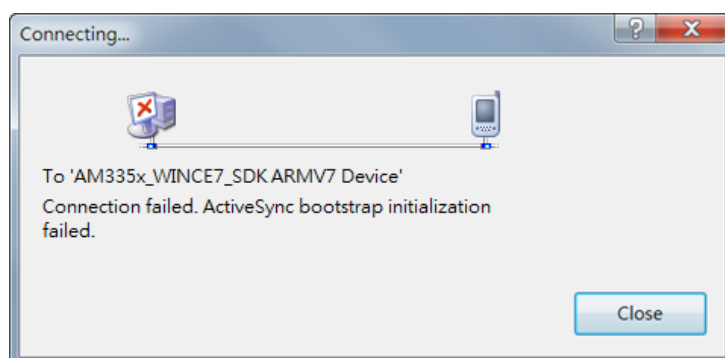 Connecting...
To 'AM335x_WINCE7_SDK ARMV7 Device'
Connection failed. ActiveSync bootstrap initialization
failed.
Close